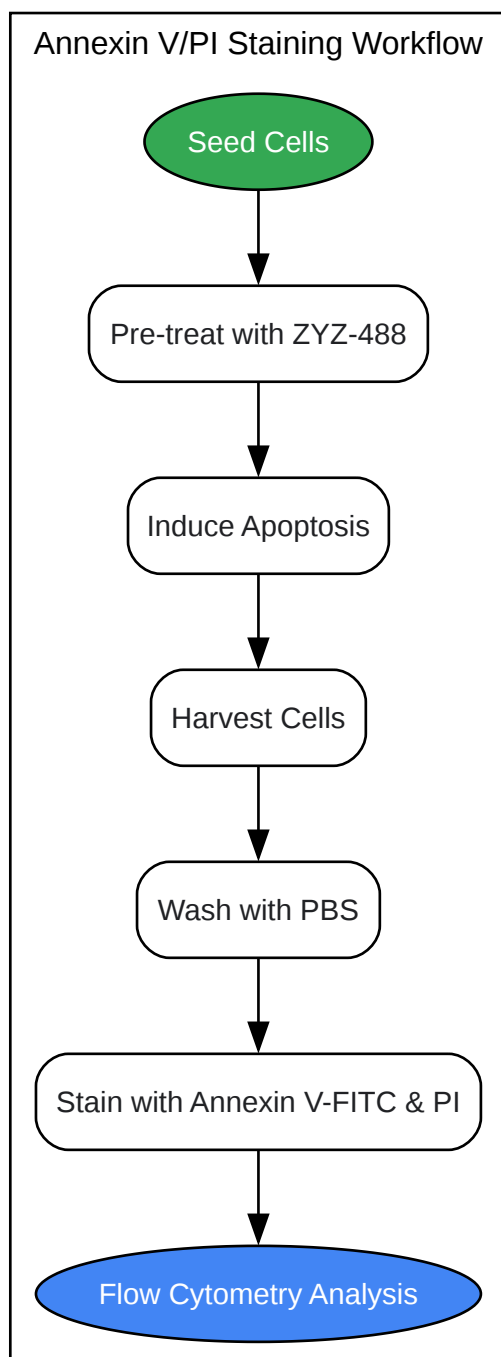 Annexin V/PI Staining Workflow
Seed Cells
Pre-treat with ZYZ-488
Induce Apoptosis
Harvest Cells
Wash with PBS
Stain with Annexin V-FITC & PI
Flow Cytometry Analysis